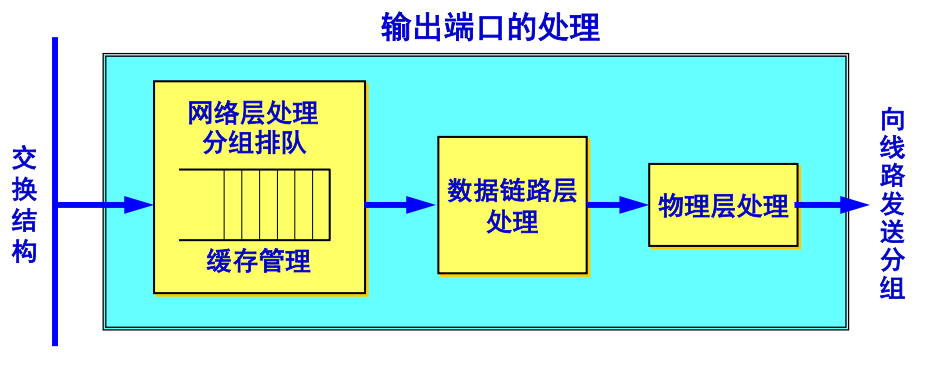 输出端口的处理
交换结构
网络层处理
分组排队
缓存管理
数据链路层
处理
物理层处理
向线路发送分组